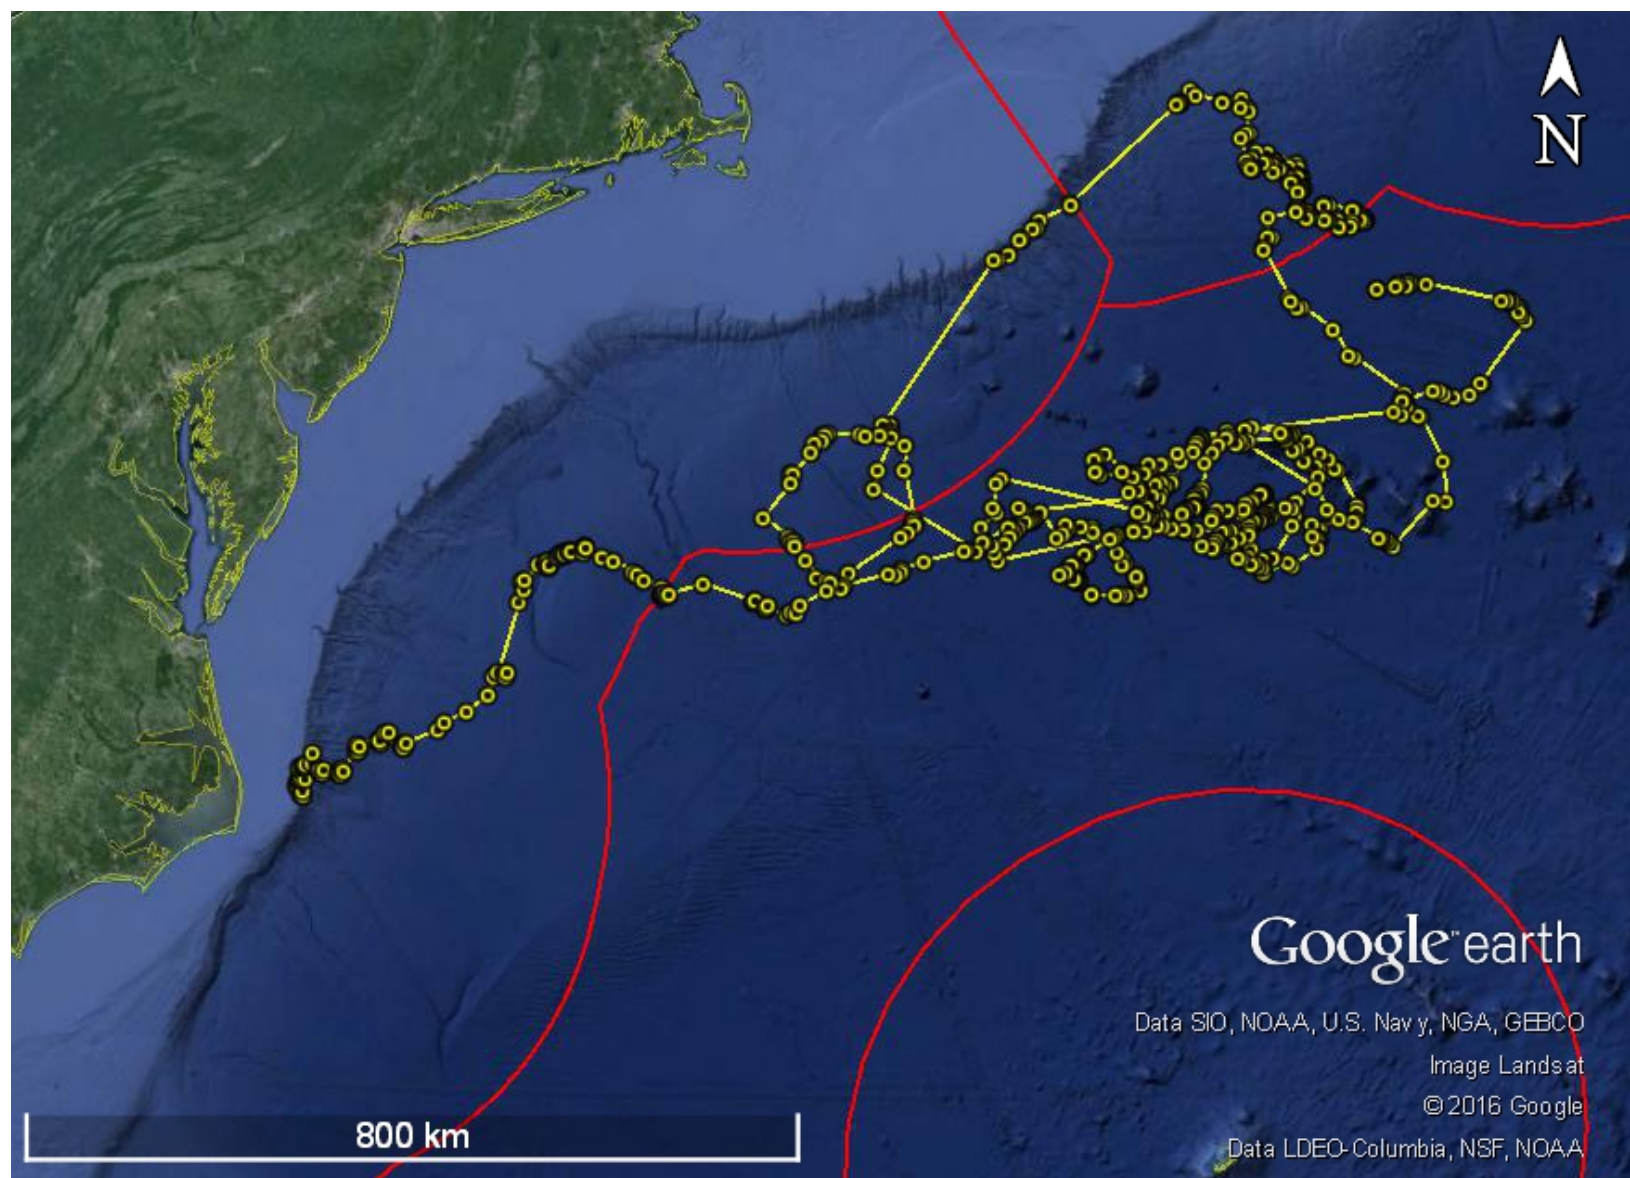 N
Google earth
Data SIO, NOAA, U.S. Navy, NGA, GEBCO
Image Landsat
© 2016 Google
Data LDEO-Columbia, NSF, NOAA
800 km